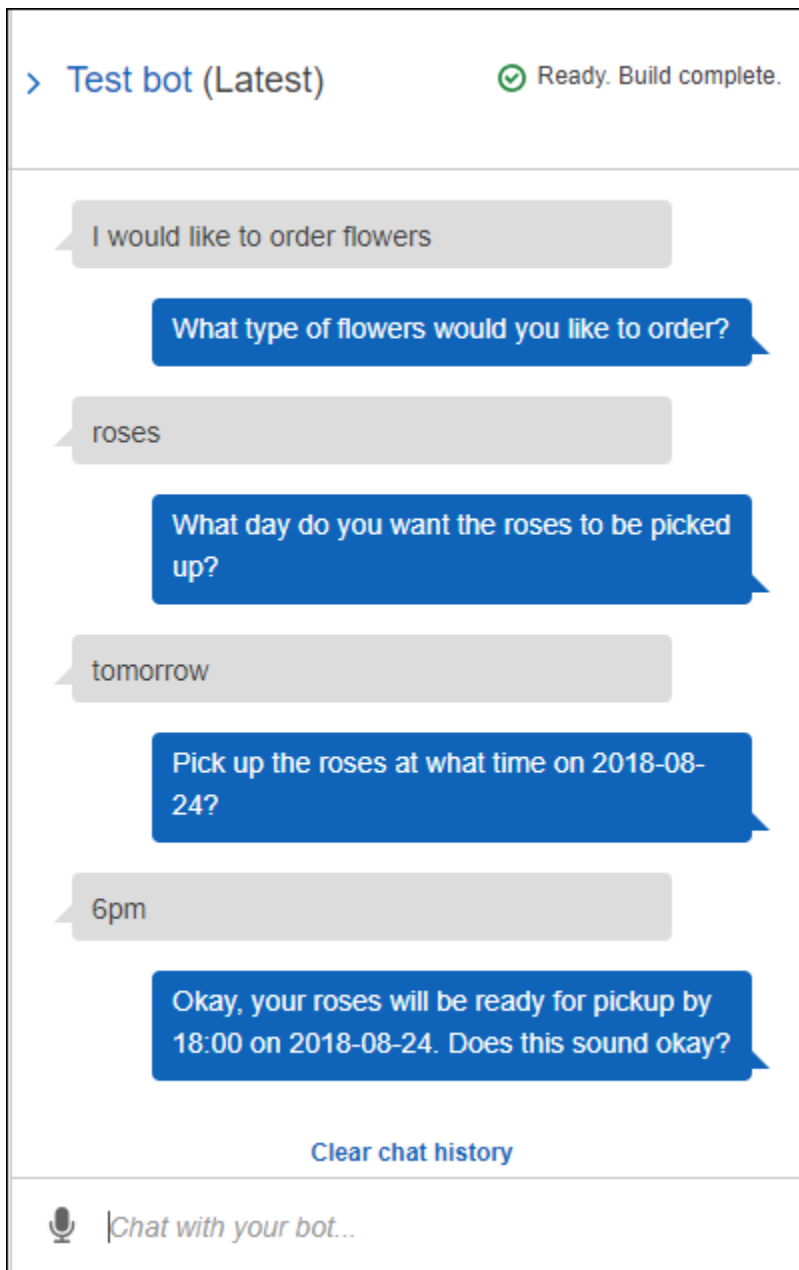 Test bot (Latest)
Ready. Build complete.
I would like to order flowers
What type of flowers would you like to order?
roses
What day do you want the roses to be picked
up?
tomorrow
Pick up the roses at what time on 2018-08-
24?
6pm
Okay, your roses will be ready for pickup by
18:00 on 2018-08-24. Does this sound okay?
Clear chat history
Chat with your bot...